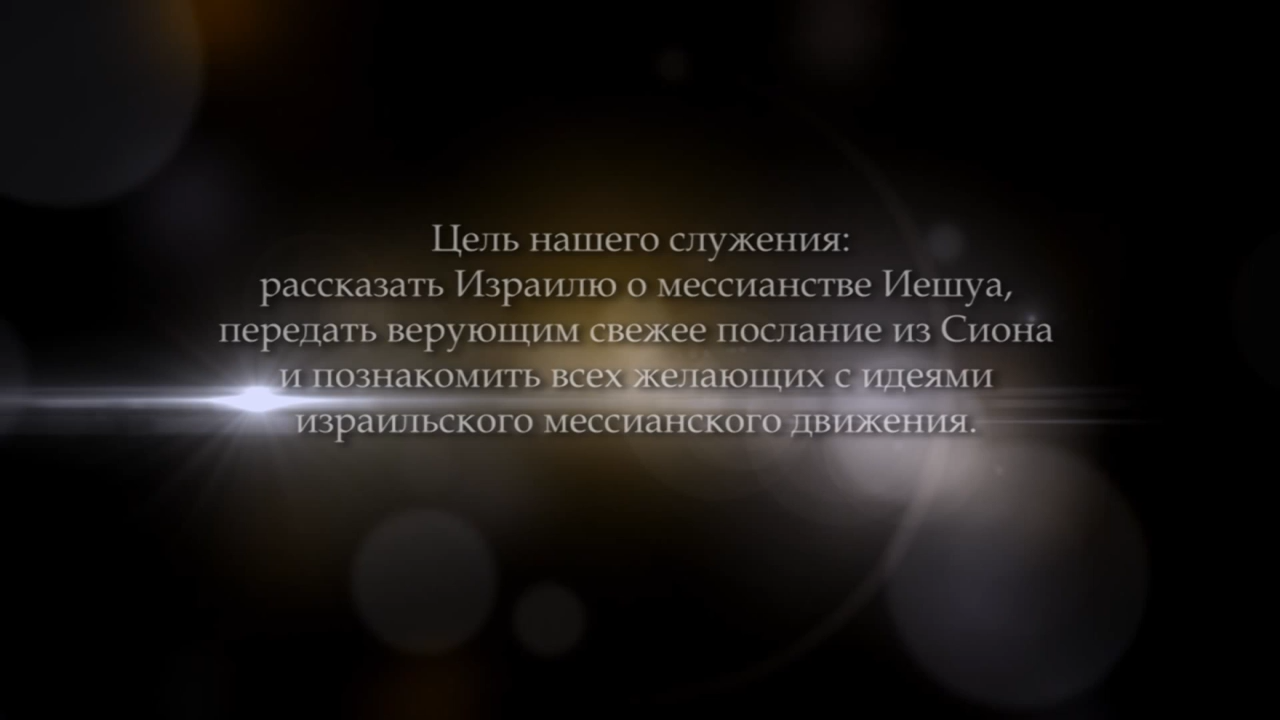 Цель нашего служения:
рассказать Израилю о мессианстве Иешуа,
передать верующим свежее послание из Сиона
и познакомить всех желающих с идеями
израильского мессианского движения.